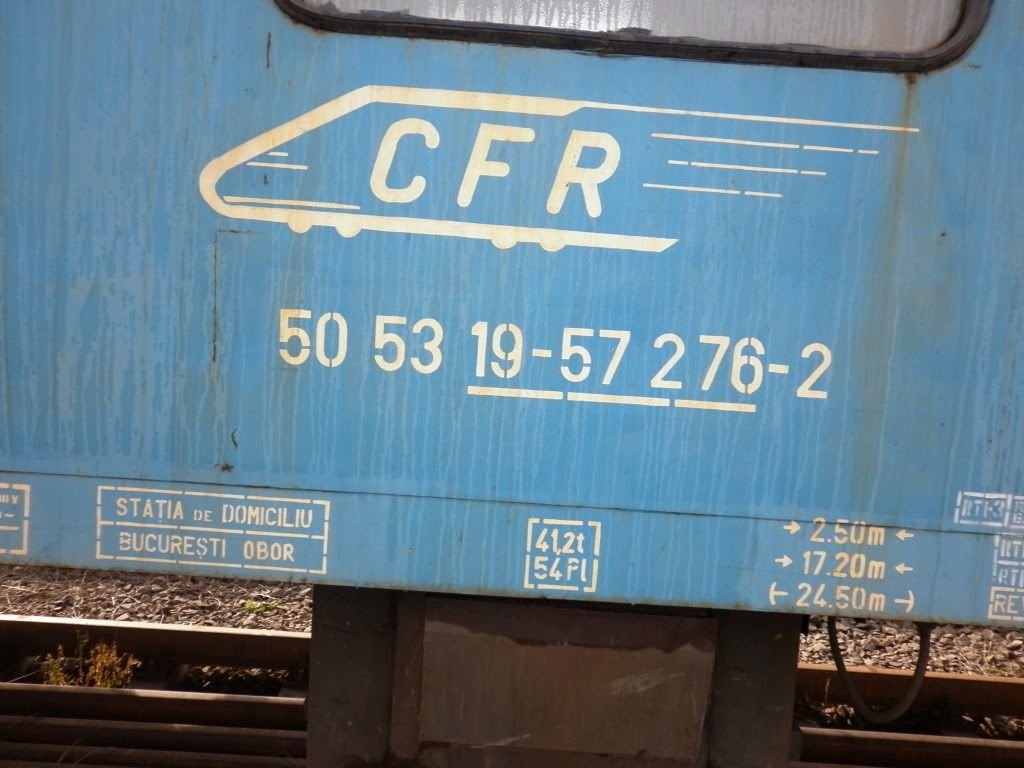 CFR
50 53 19-57 276-2
STAȚIA DE DOMICILIU
BUCUREȘTI OBOR
41,2t
54 Pl
2.50m
17.20m
24.50m